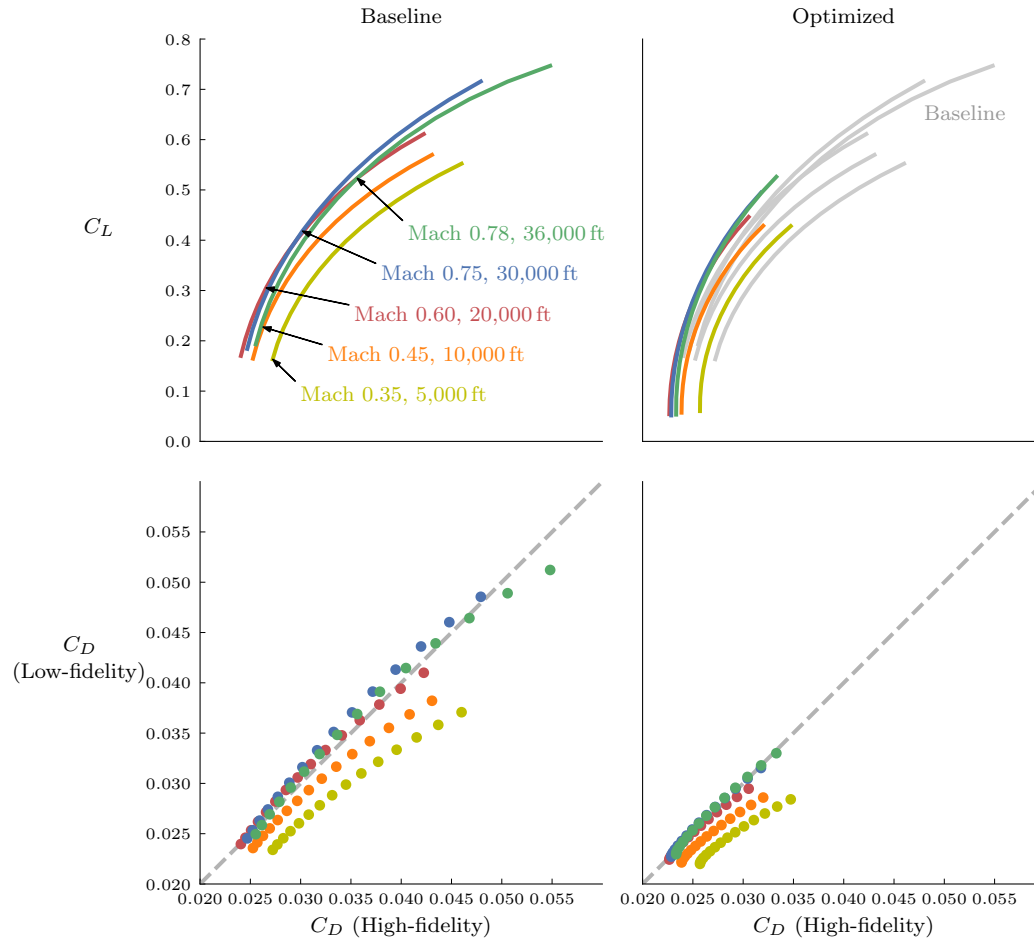 Baseline
Optimized
0.8
0.7
0.6
0.5
0.4
0.3
0.2
0.1
0.0
C_L
Mach 0.78, 36,000 ft
Mach 0.75, 30,000 ft
Mach 0.60, 20,000 ft
Mach 0.45, 10,000 ft
Mach 0.35, 5,000 ft
Baseline
0.055
0.050
0.045
0.040
0.035
0.030
0.025
0.020
C_D
(Low-fidelity)
0.020 0.025 0.030 0.035 0.040 0.045 0.050 0.055
C_D (High-fidelity)
0.020 0.025 0.030 0.035 0.040 0.045 0.050 0.055
C_D (High-fidelity)